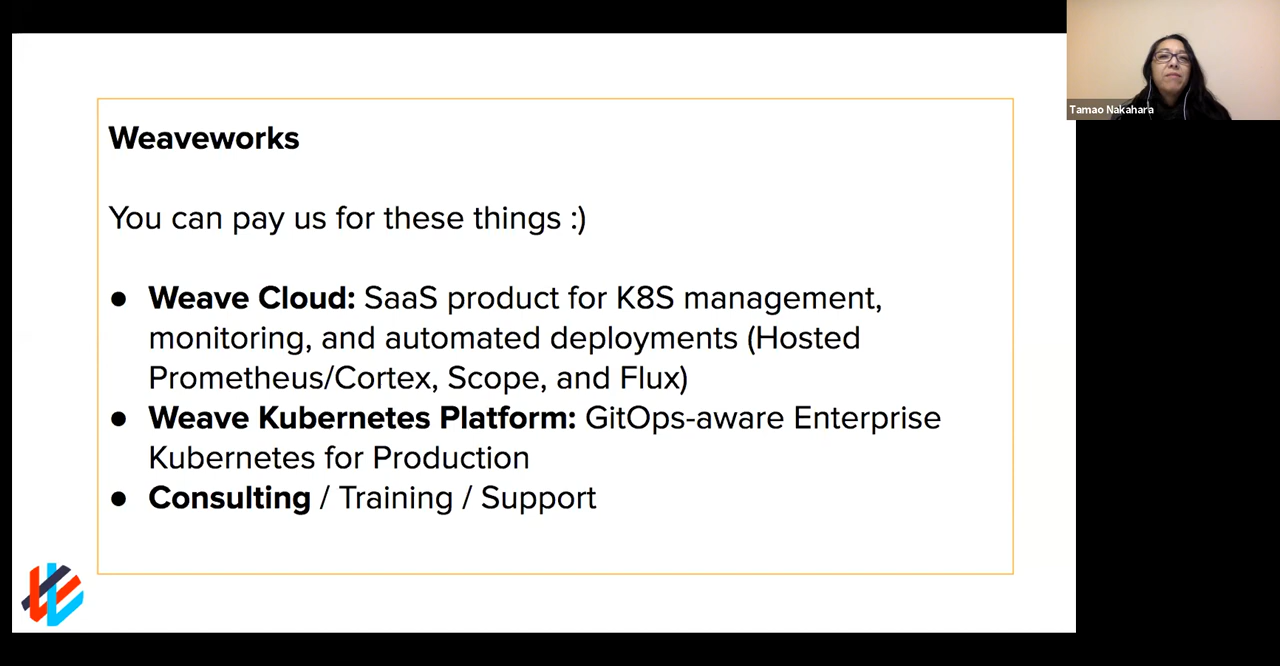 Weaveworks
You can pay us for these things :)
● Weave Cloud: SaaS product for K8S management,
monitoring, and automated deployments (Hosted
Prometheus/Cortex, Scope, and Flux)
● Weave Kubernetes Platform: GitOps-aware Enterprise
Kubernetes for Production
● Consulting / Training / Support
Tamao Nakahara